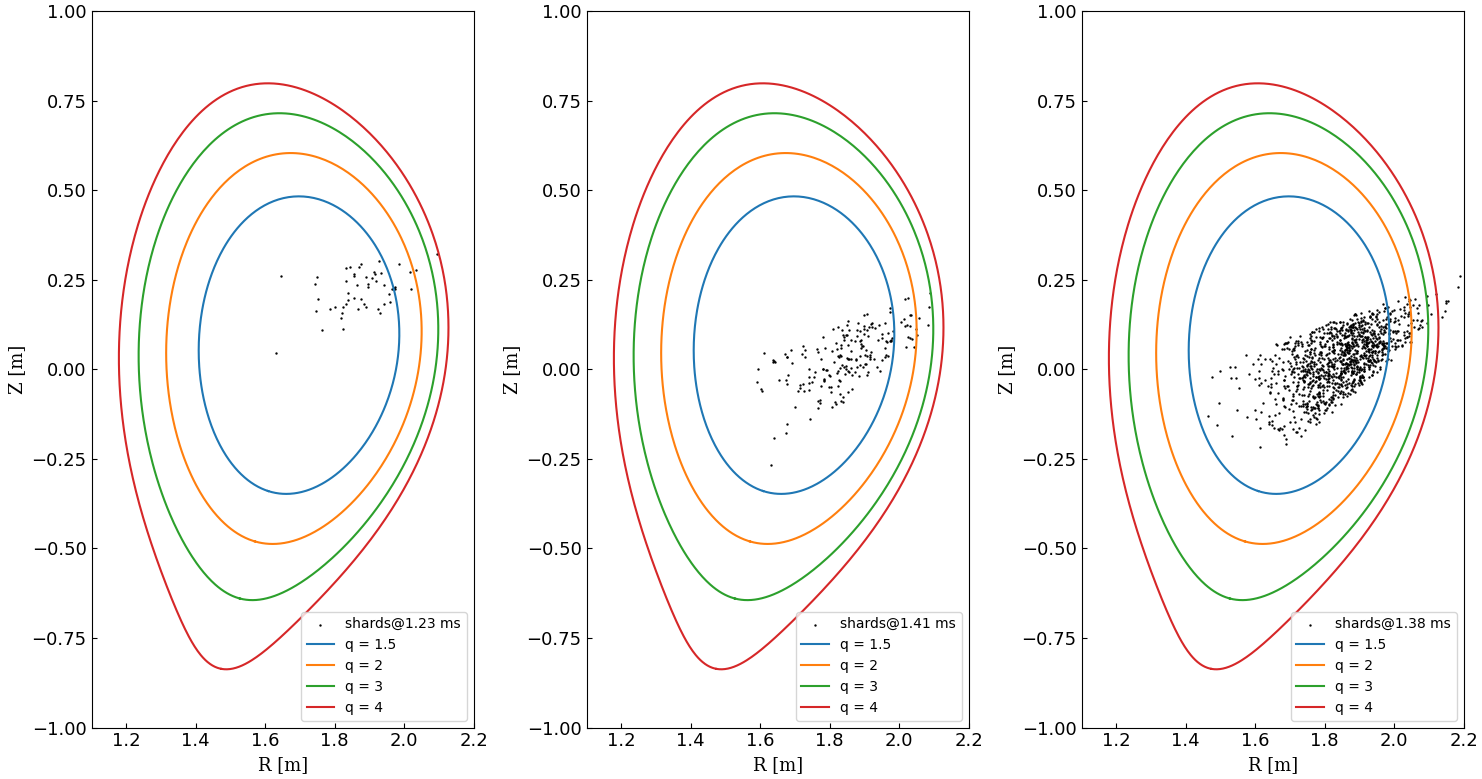 1.00
0.75
0.50
0.25
0.00
−0.25
−0.50
−0.75
−1.00
Z [m]
1.2 1.4 1.6 1.8 2.0 2.2
R [m]
shards@1.23 ms
q = 1.5
q = 2
q = 3
q = 4
1.00
0.75
0.50
0.25
0.00
−0.25
−0.50
−0.75
−1.00
Z [m]
1.2 1.4 1.6 1.8 2.0 2.2
R [m]
shards@1.41 ms
q = 1.5
q = 2
q = 3
q = 4
1.00
0.75
0.50
0.25
0.00
−0.25
−0.50
−0.75
−1.00
Z [m]
1.2 1.4 1.6 1.8 2.0 2.2
R [m]
shards@1.38 ms
q = 1.5
q = 2
q = 3
q = 4